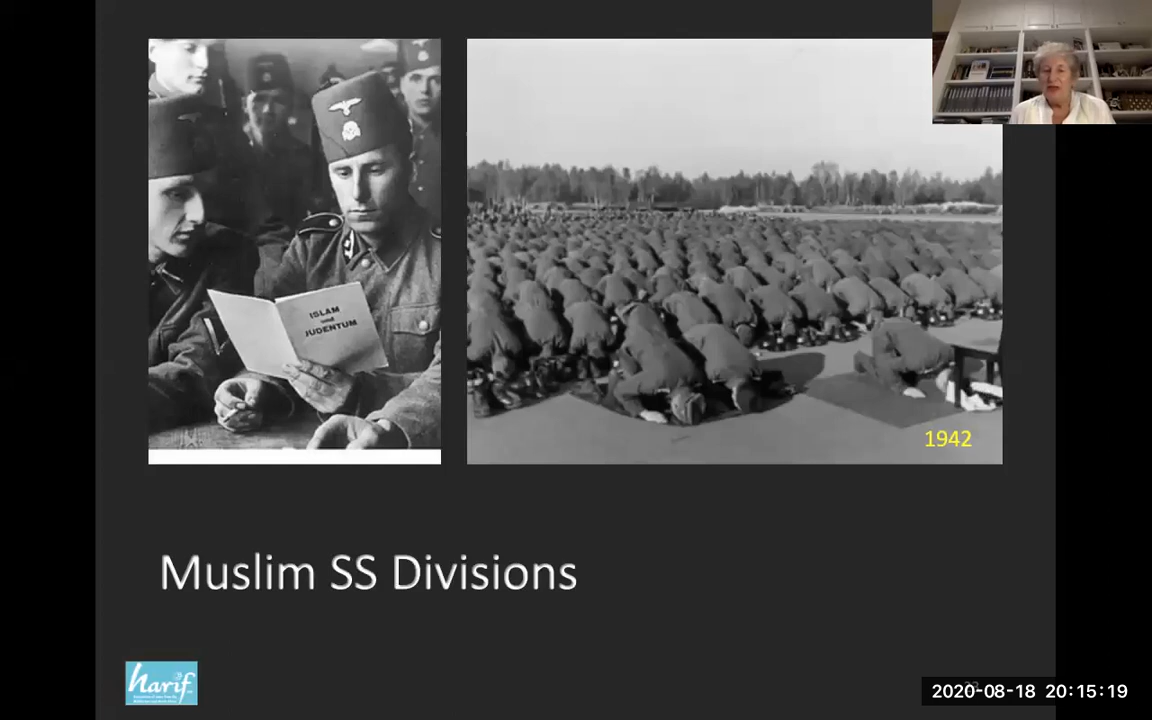 ISLAM
und
JUDENTUM
1942
Muslim SS Divisions
harif
2020-08-18 20:15:19